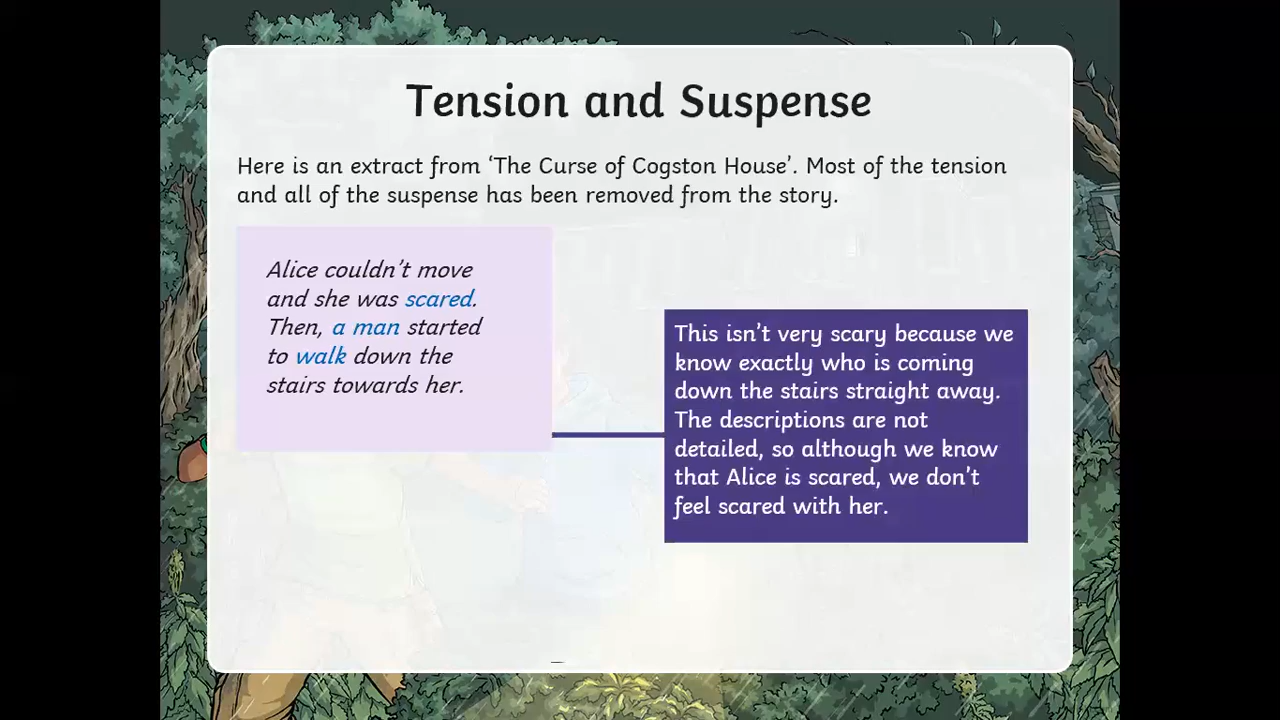 Tension and Suspense
Here is an extract from ‘The Curse of Cogston House’. Most of the tension
and all of the suspense has been removed from the story.
Alice couldn’t move
and she was scared.
Then, a man started
to walk down the
stairs towards her.
This isn’t very scary because we
know exactly who is coming
down the stairs straight away.
The descriptions are not
detailed, so although we know
that Alice is scared, we don’t
feel scared with her.